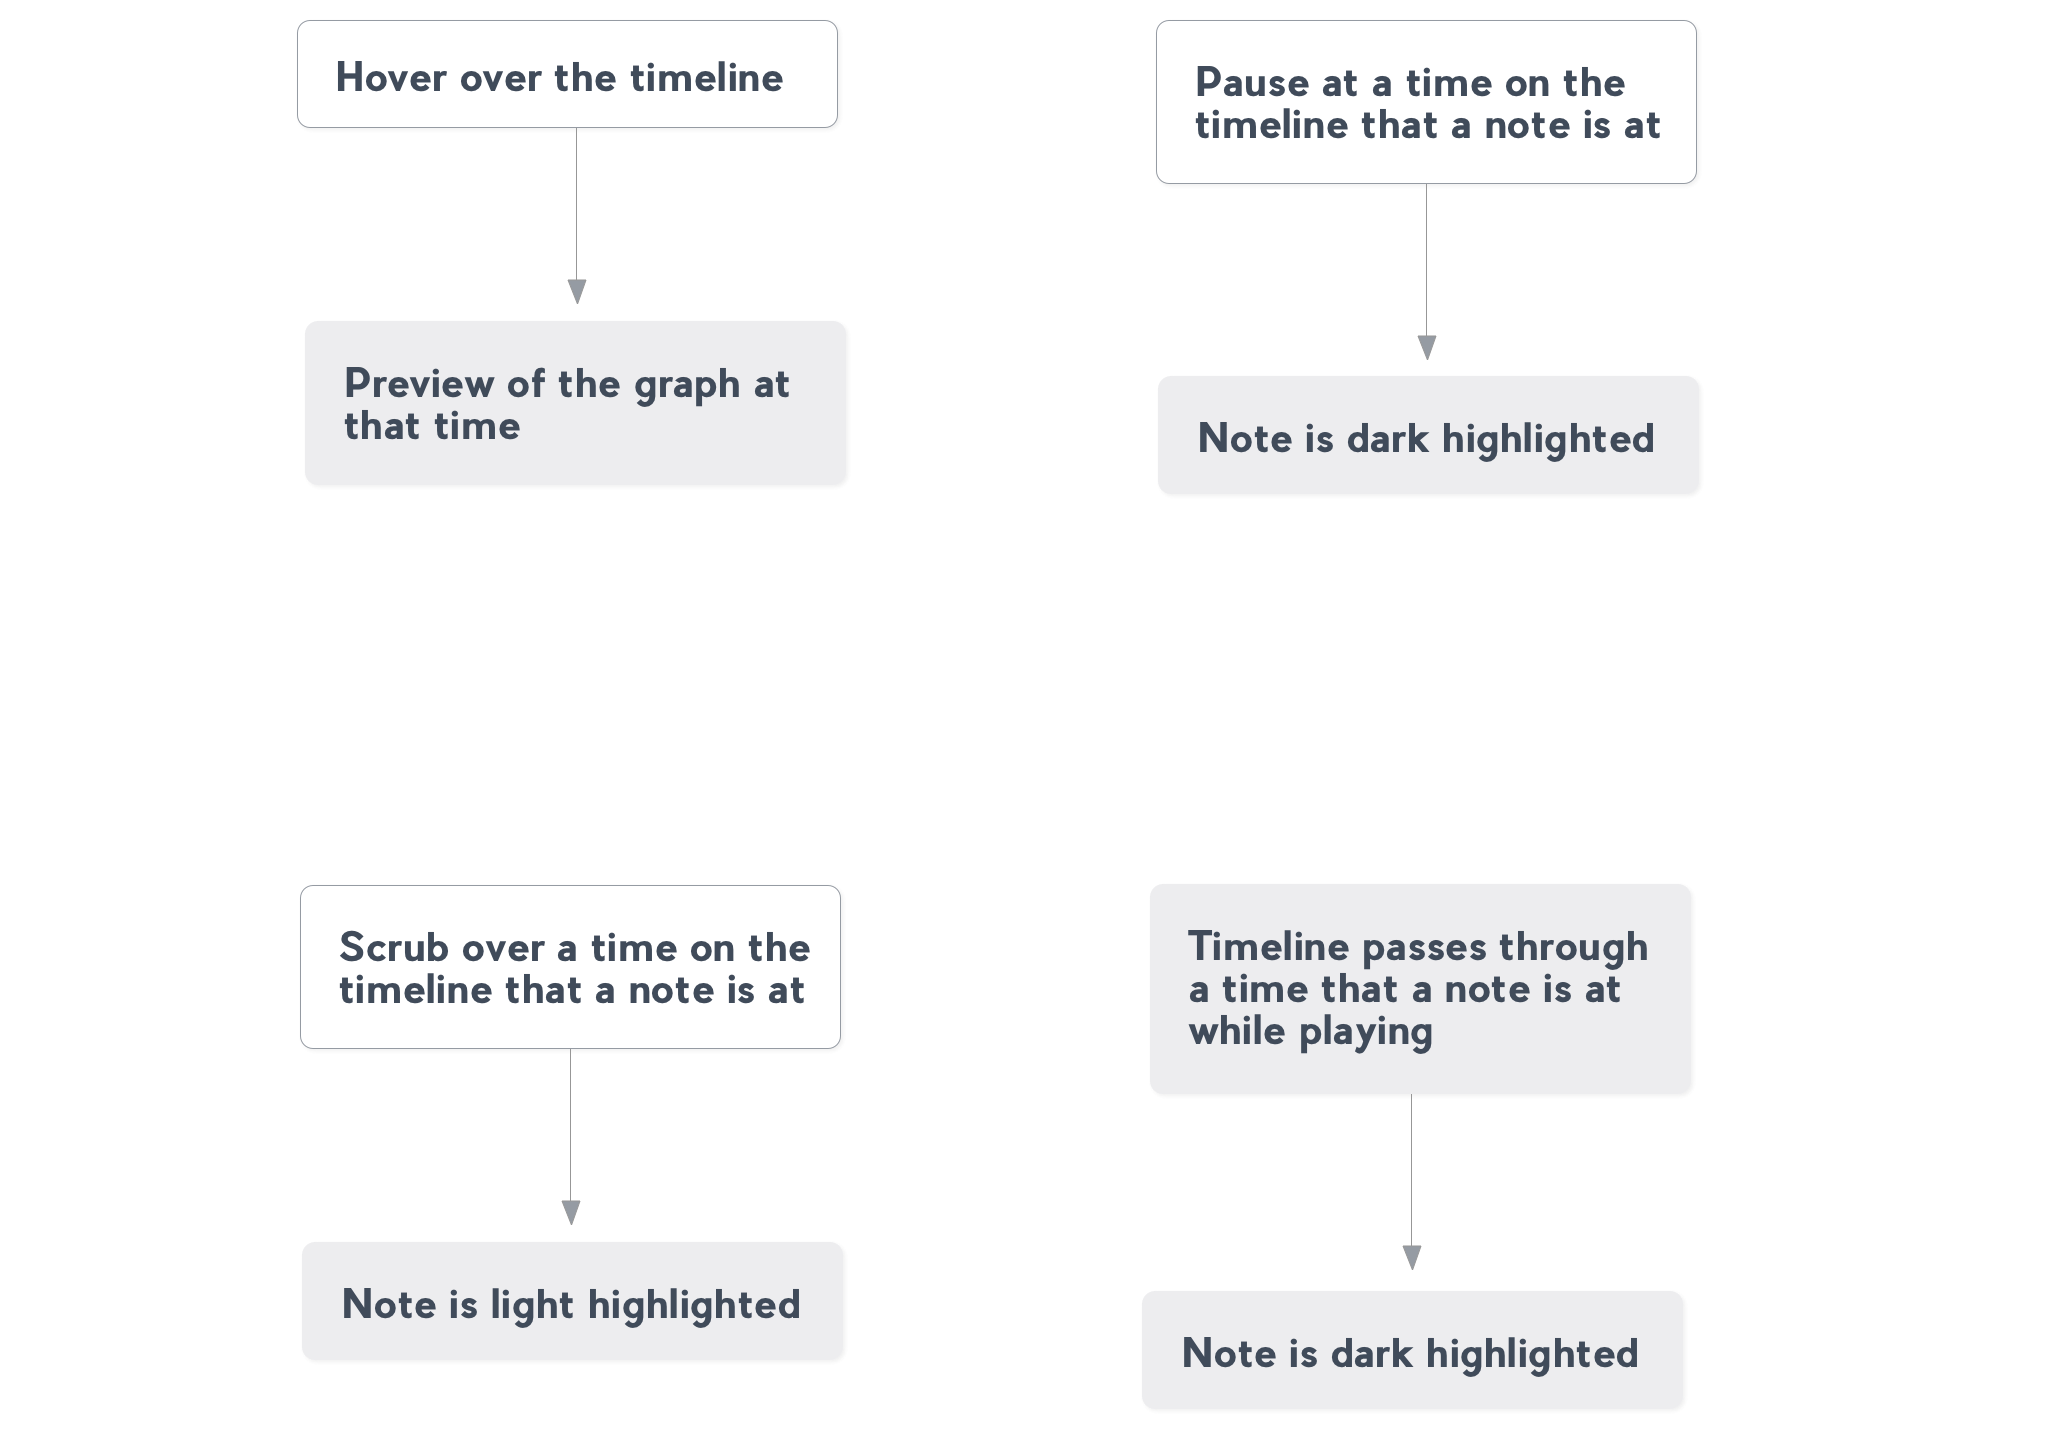 Hover over the timeline
Preview of the graph at
that time
Pause at a time on the
timeline that a note is at
Note is dark highlighted
Scrub over a time on the
timeline that a note is at
Note is light highlighted
Timeline passes through
a time that a note is at
while playing
Note is dark highlighted